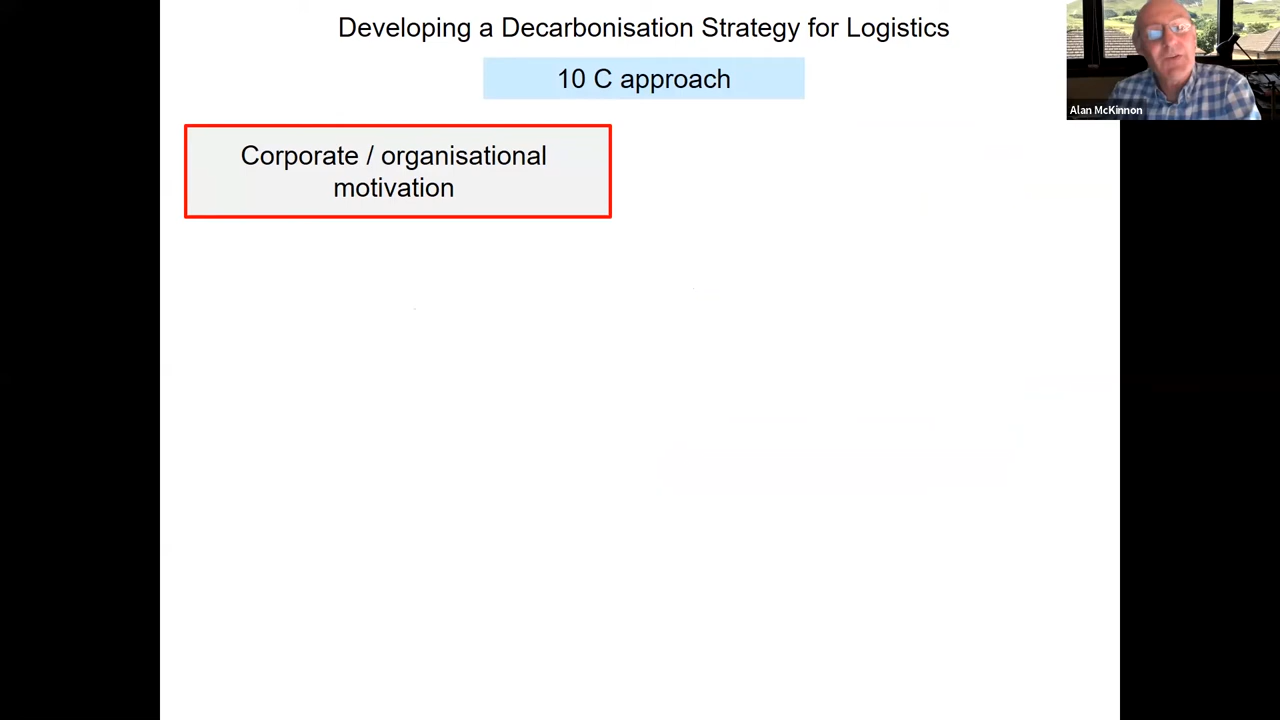 Developing a Decarbonisation Strategy for Logistics
10 C approach
Alan McKinnon
Corporate / organisational
motivation